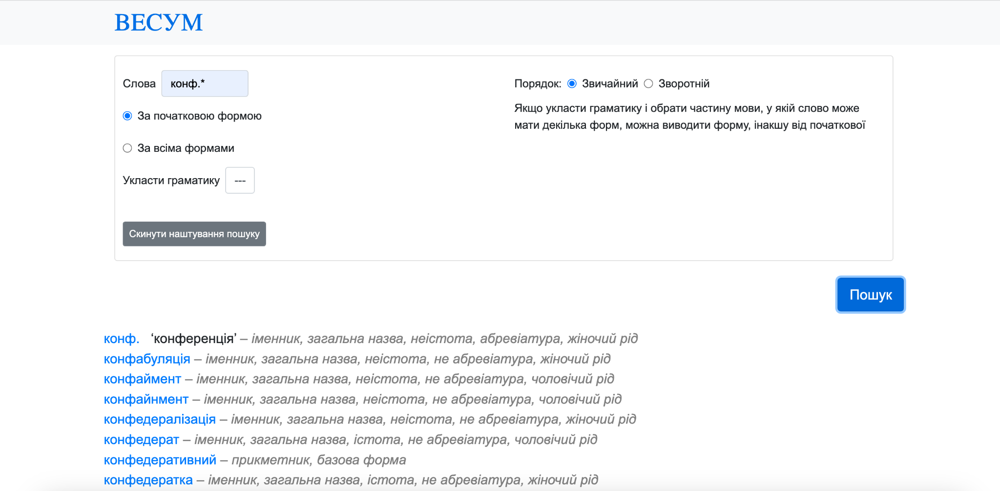 ВЕСУМ
Слова конф.*
За початковою формою
За всіма формами
Укласти граматику ---
Скинути наштування пошуку
Порядок: Звичайний Зворотній
Якщо укласти граматику і обрати частину мови, у якій слово може
мати декілька форм, можна виводити форму, інакшу від початкової
Пошук
конф. ‘конференція’ – іменник, загальна назва, неістота, абревіатура, жіночий рід
конфабуляція – іменник, загальна назва, неістота, не абревіатура, жіночий рід
конфаймент – іменник, загальна назва, неістота, не абревіатура, чоловічий рід
конфайнмент – іменник, загальна назва, неістота, не абревіатура, чоловічий рід
конфедералізація – іменник, загальна назва, неістота, не абревіатура, жіночий рід
конфедерат – іменник, загальна назва, істота, не абревіатура, чоловічий рід
конфедеративний – прикметник, базова форма
конфедератка – іменник, загальна назва, істота, не абревіатура, жіночий рід